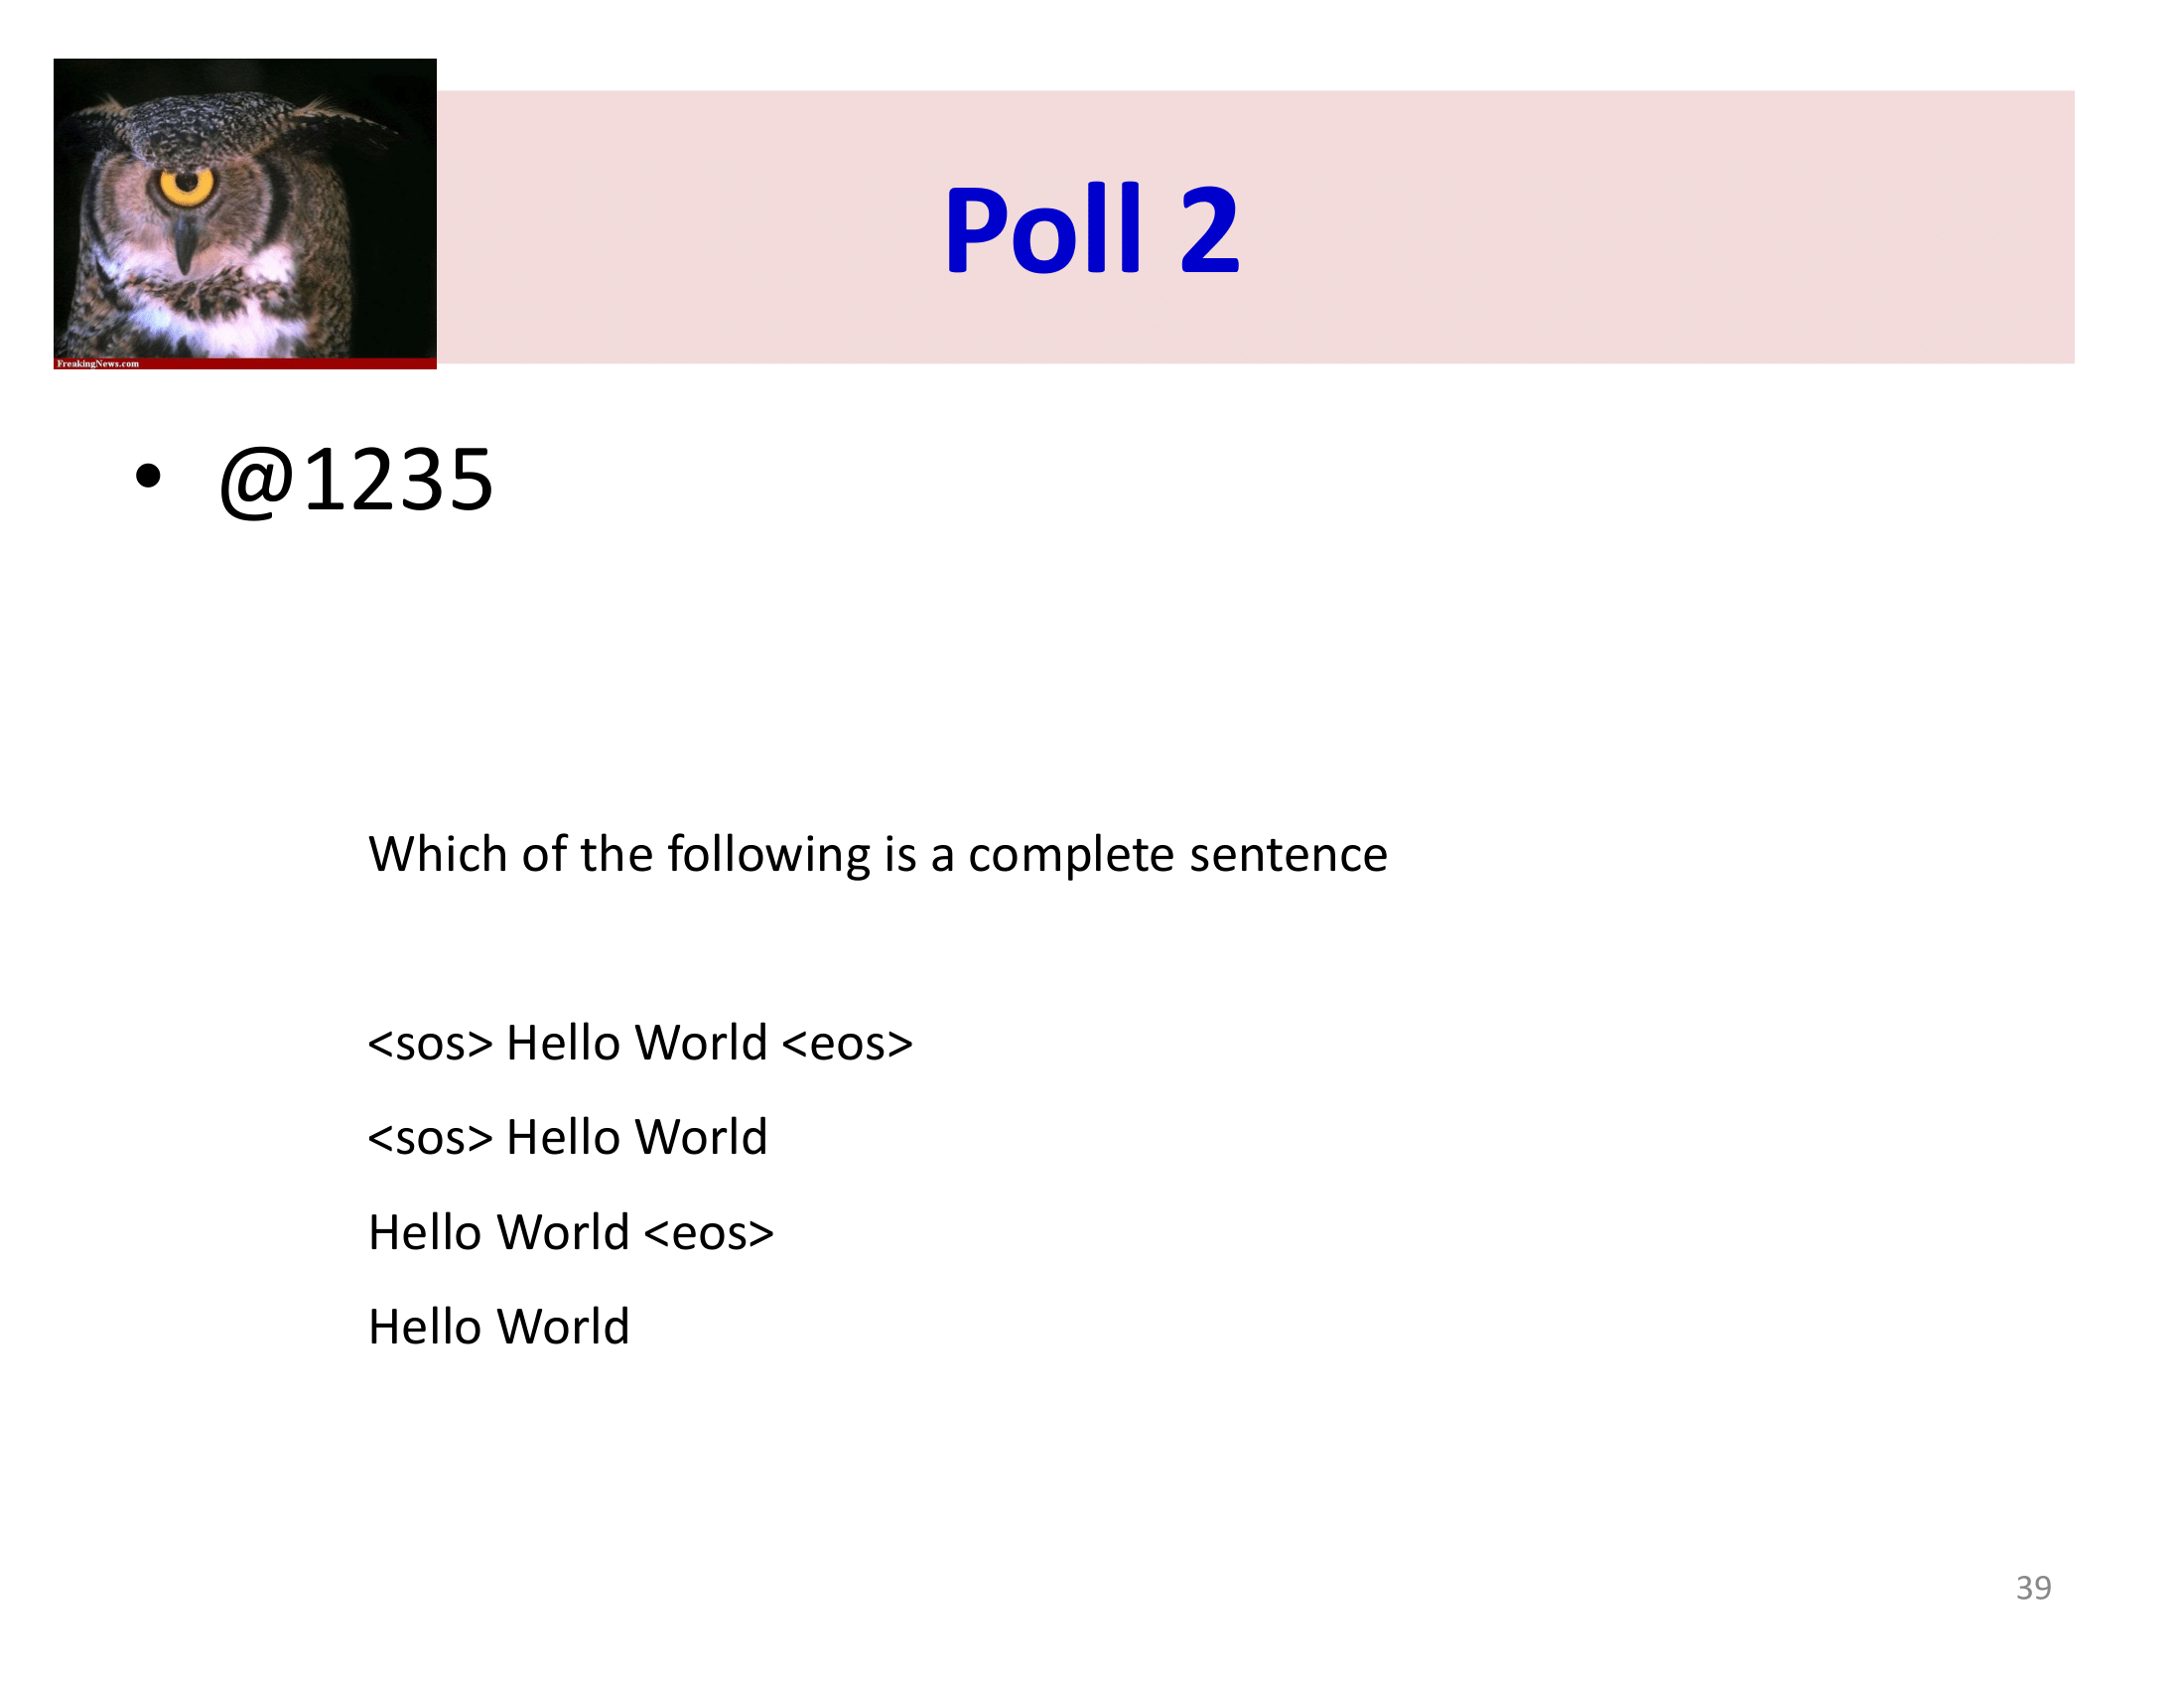 FreakingNews.com
Poll 2
• @1235
Which of the following is a complete sentence
<sos> Hello World <eos>
<sos> Hello World
Hello World <eos>
Hello World
39